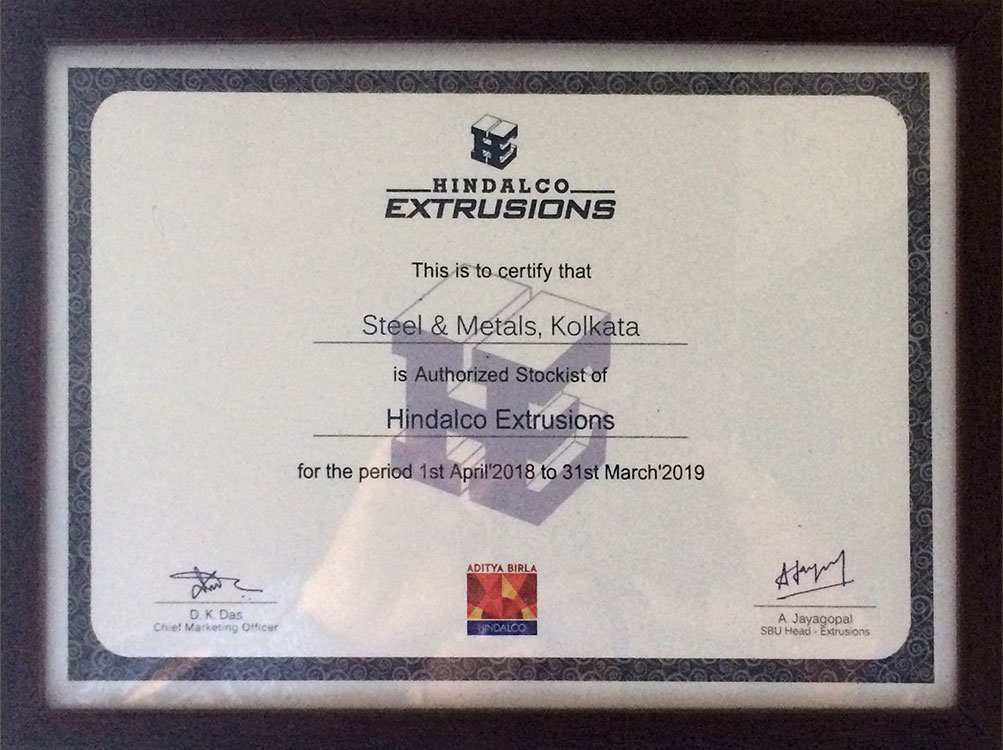 HE
HINDALCO
EXTRUSIONS
This is to certify that
Steel & Metals, Kolkata
is Authorized Stockist of
Hindalco Extrusions
for the period 1st April'2018 to 31st March'2019
D. K. Das
Chief Marketing Officer
ADITYA BIRLA
HINDALCO
A. Jayagopal
SBU Head - Extrusions